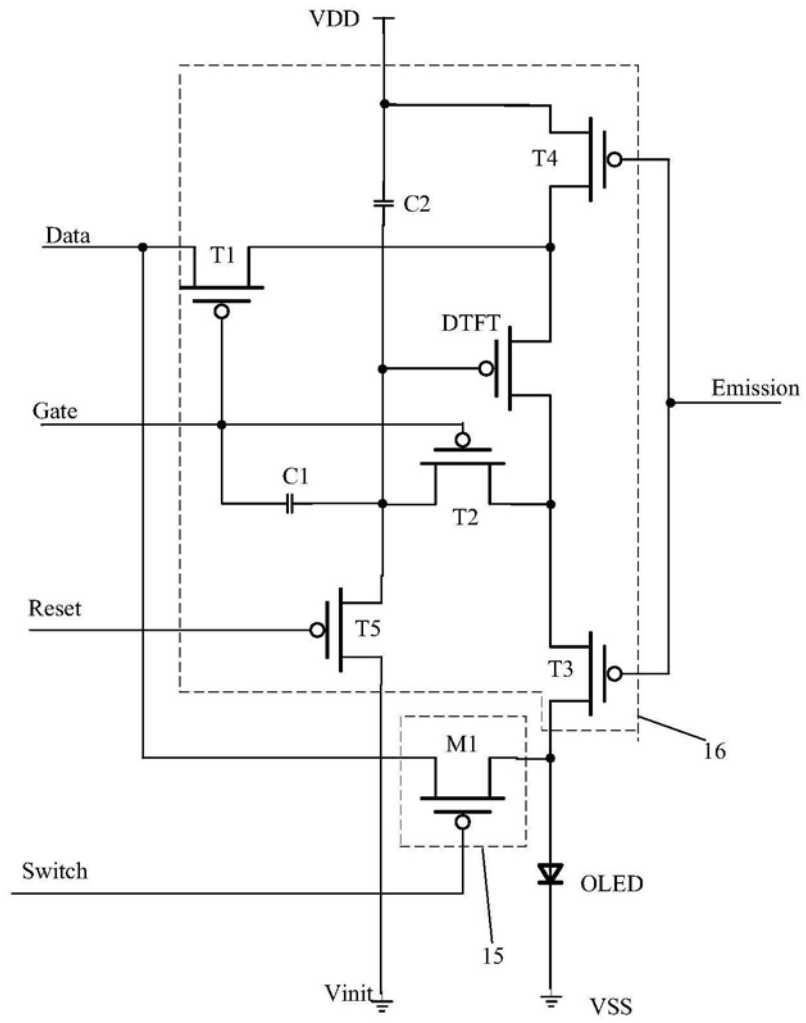 VDD
T4
C2
Data
T1
DTFT
Emission
Gate
C1
T2
Reset
T5
T3
M1
16
Switch
OLED
15
Vinit
VSS